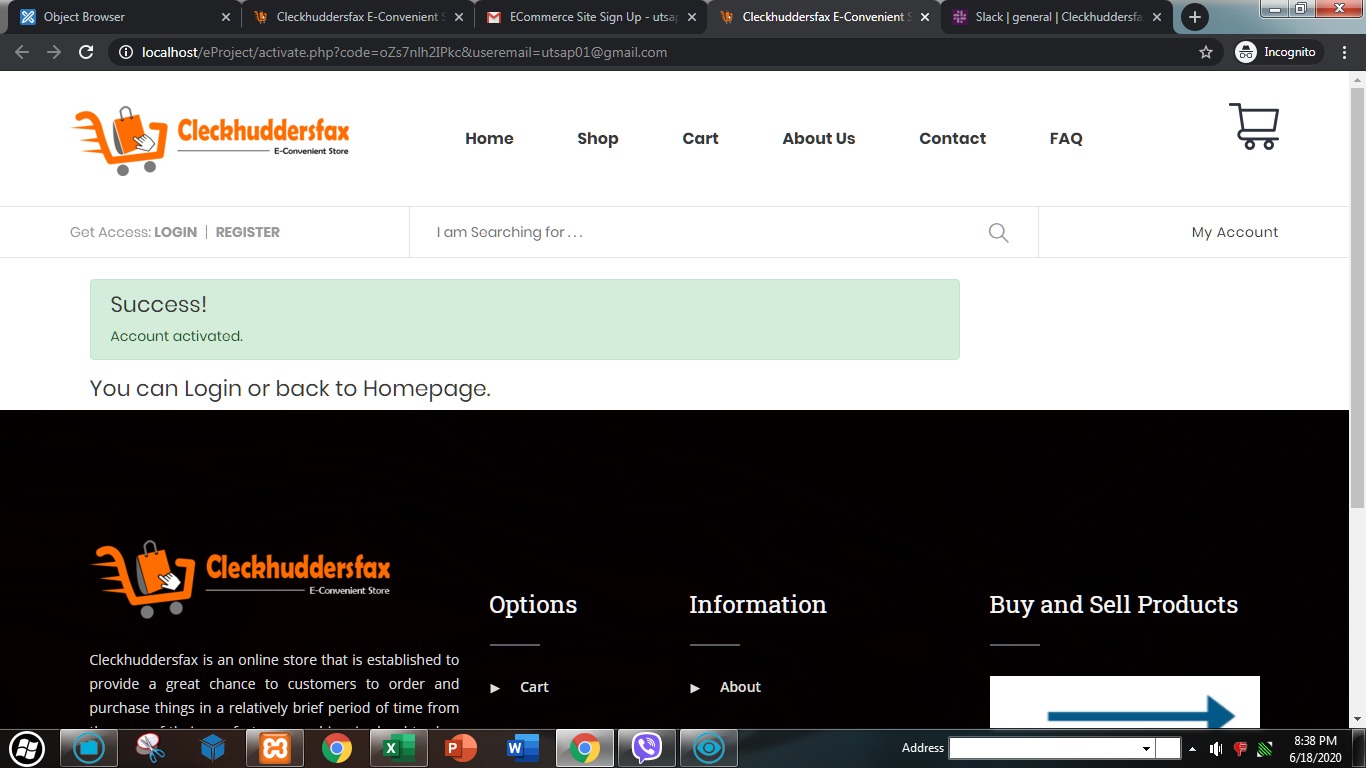 Object Browser
Cleckhuddersfax E-Convenient S
ECommerce Site Sign Up - utsap
Cleckhuddersfax E-Convenient S
Slack | general | Cleckhuddersfa
localhost/eProject/activate.php?code=oZs7nlh2IPkc&useremail=utsap01@gmail.com
Incognito
Cleckhuddersfax
E-Convenient Store
Home Shop Cart About Us Contact FAQ
Get Access: LOGIN | REGISTER
I am Searching for . . .
My Account
Success!
Account activated.
You can Login or back to Homepage.
Cleckhuddersfax
E-Convenient Store
Options
Information
Buy and Sell Products
► Cart
► About
Cleckhuddersfax is an online store that is established to
provide a great chance to customers to order and
purchase things in a relatively brief period of time from
Address
8:38 PM
6/18/2020